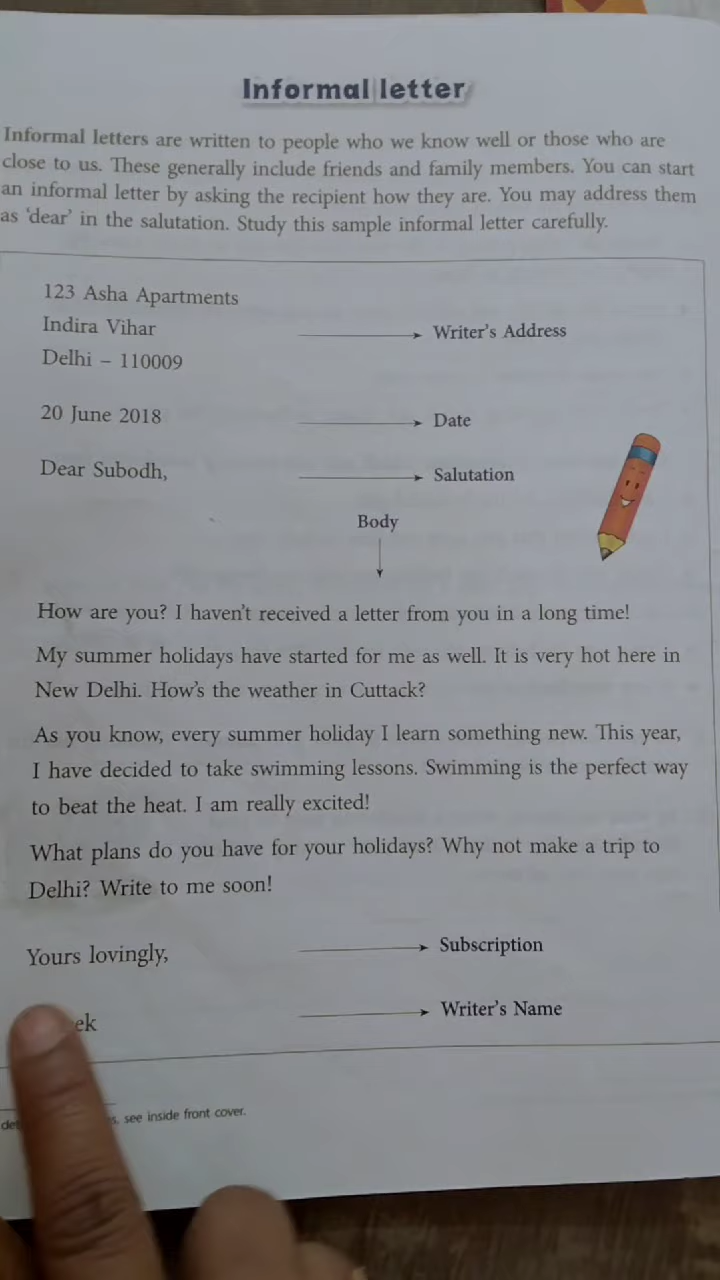 Informal letter
Informal letters are written to people who we know well or those who are
close to us. These generally include friends and family members. You can start
an informal letter by asking the recipient how they are. You may address them
as 'dear' in the salutation. Study this sample informal letter carefully.
123 Asha Apartments
Indira Vihar
Writer's Address
Delhi – 110009
20 June 2018
Date
Dear Subodh,
Salutation
Body
How are you? I haven't received a letter from you in a long time!
My summer holidays have started for me as well. It is very hot here in
New Delhi. How's the weather in Cuttack?
As you know, every summer holiday I learn something new. This year,
I have decided to take swimming lessons. Swimming is the perfect way
to beat the heat. I am really excited!
What plans do you have for your holidays? Why not make a trip to
Delhi? Write to me soon!
Yours lovingly,
Subscription
Writer's Name
see inside front cover.